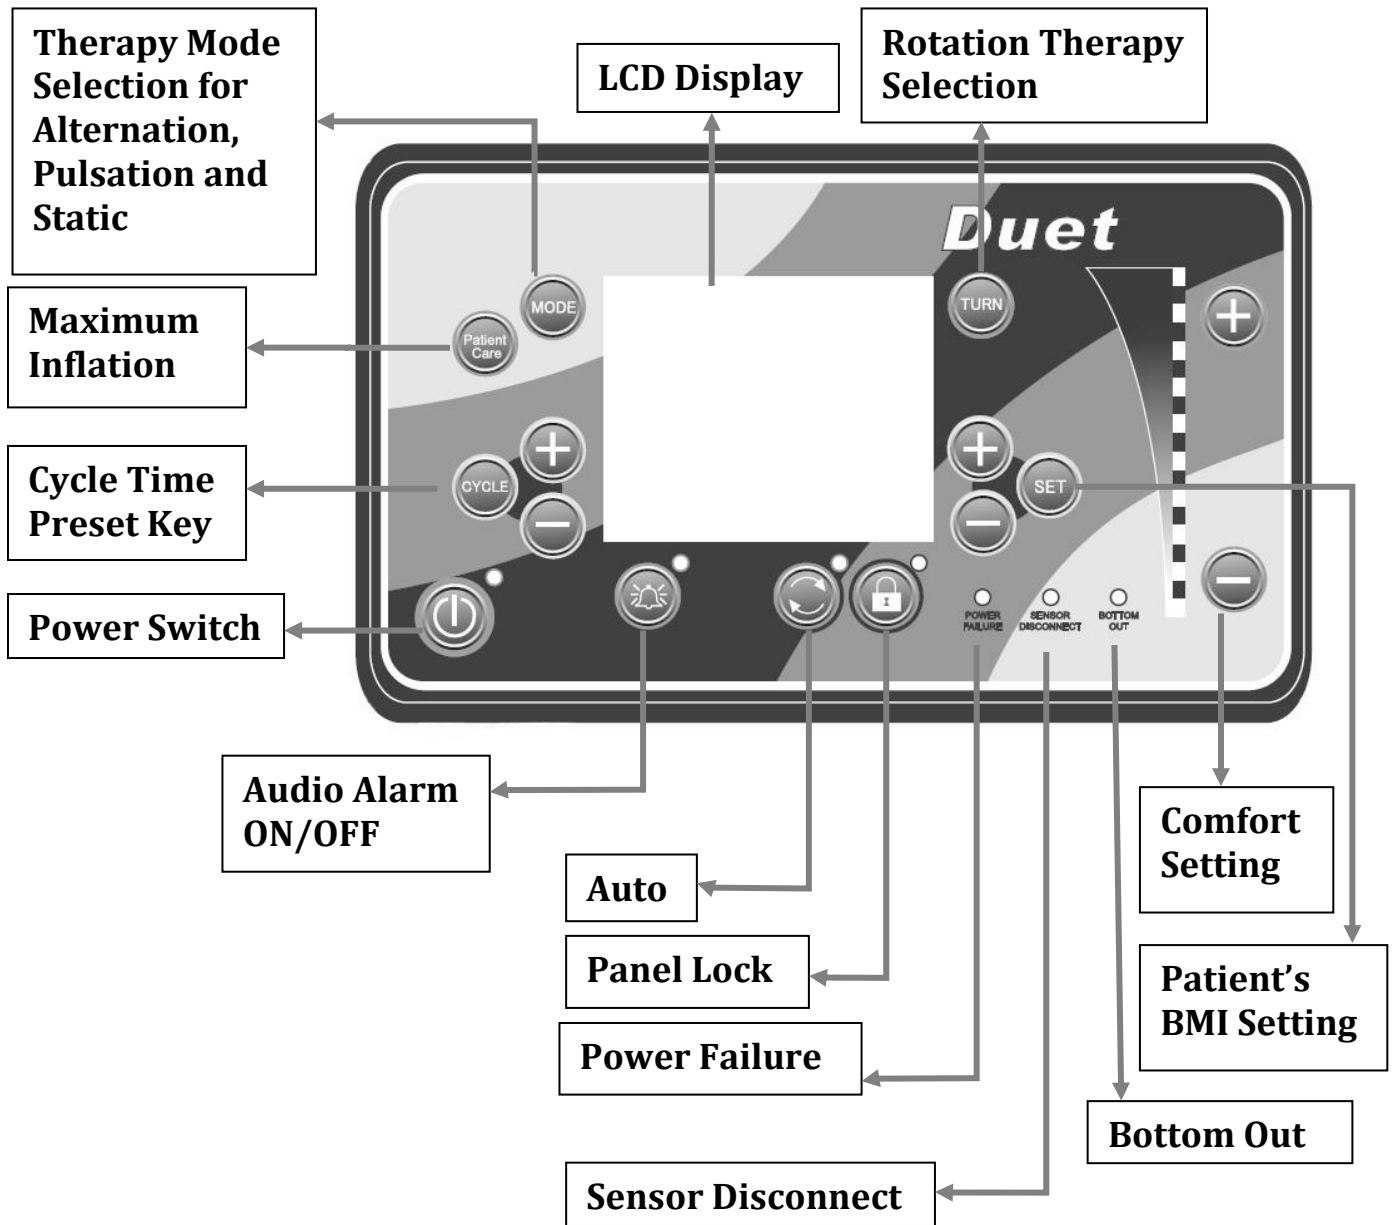 Therapy Mode
Selection for
Alternation,
Pulsation and
Static
LCD Display
Rotation Therapy
Selection
Duet
MODE
TURN
Maximum
Inflation
Patient
Care
Cycle Time
Preset Key
CYCLE
SET
Power Switch
POWER
FAILURE
SENSOR
DISCONNECT
BOTTOM
OUT
Audio Alarm
ON/OFF
Comfort
Setting
Auto
Panel Lock
Patient’s
BMI Setting
Power Failure
Bottom Out
Sensor Disconnect